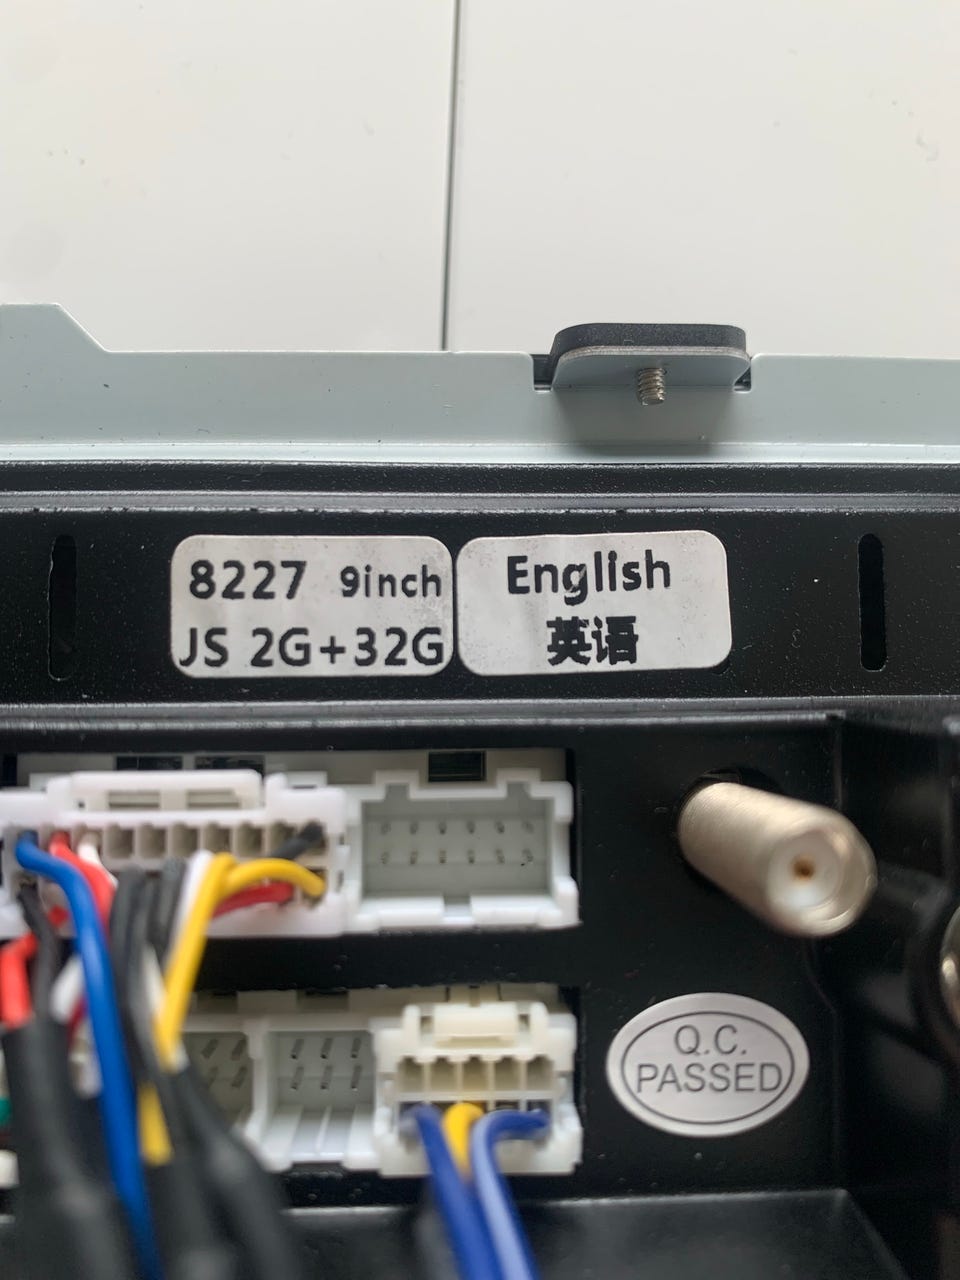 8227 9inch
JS 2G+32G
English
英语
Q.C.
PASSED